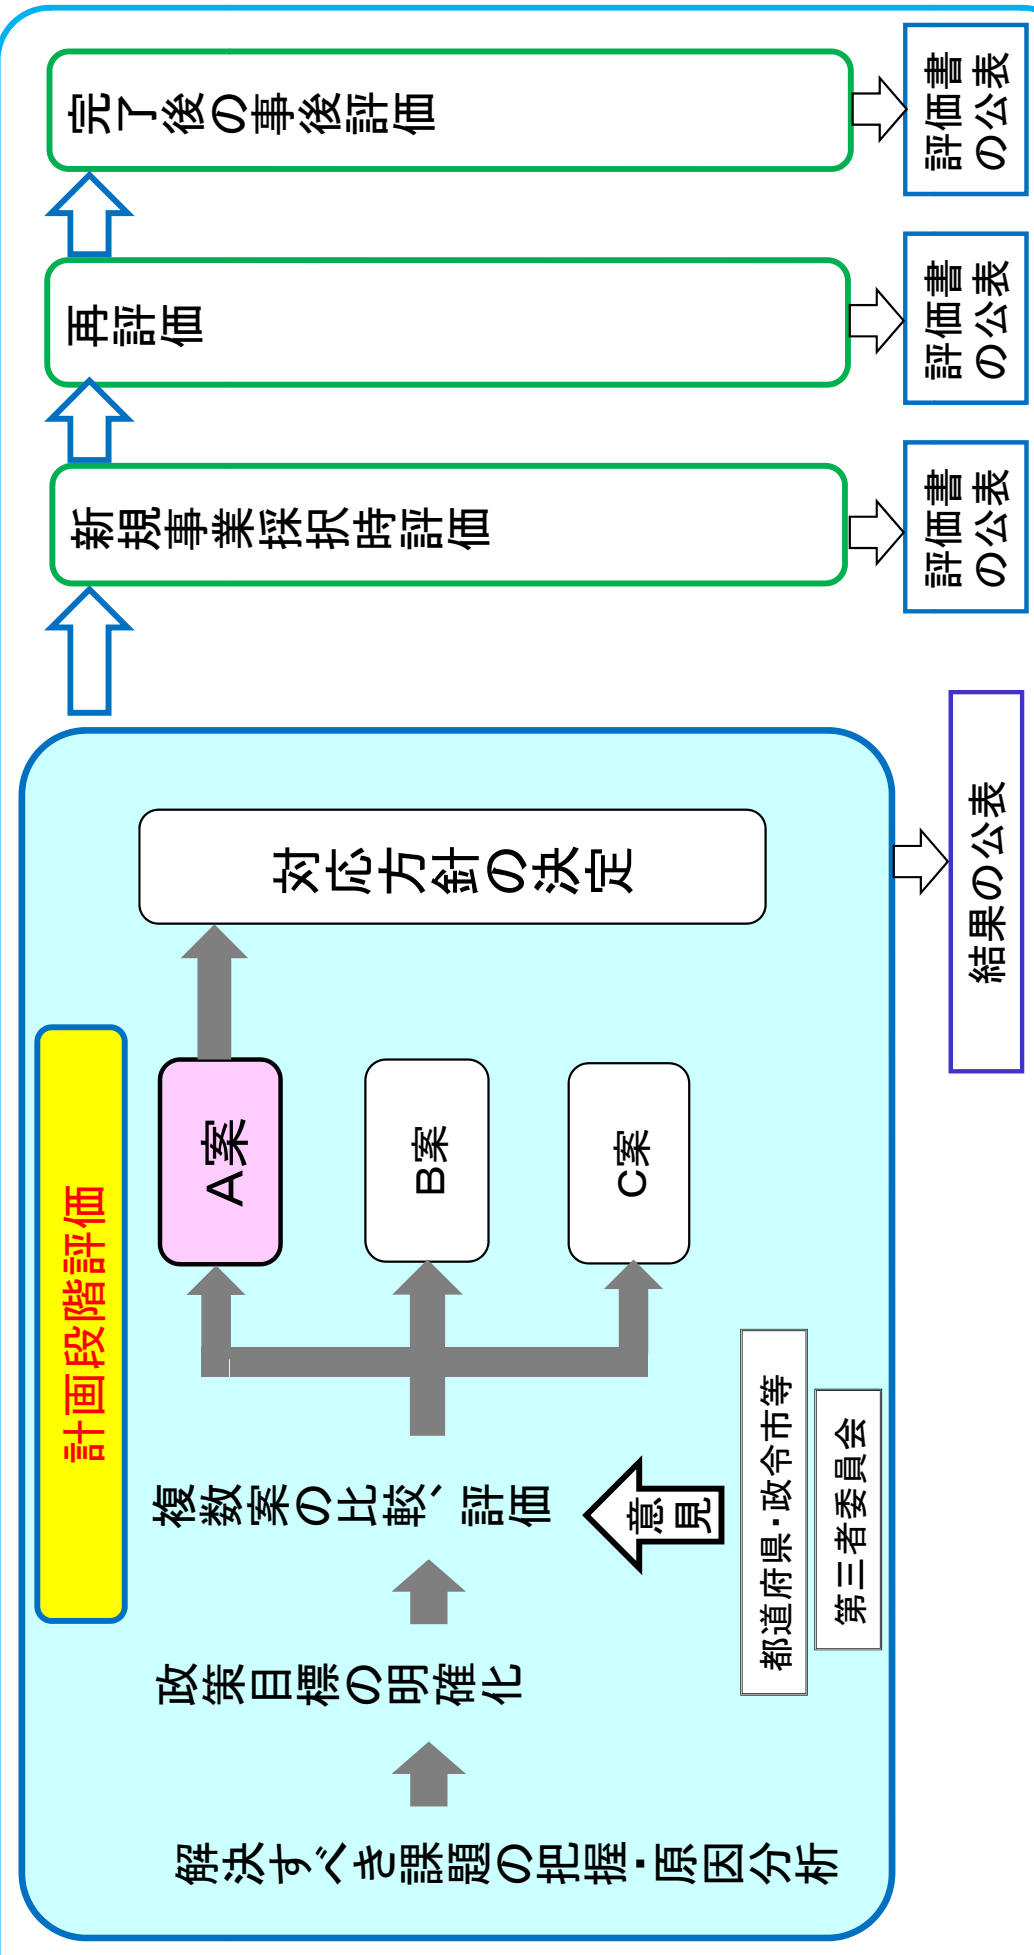 計画段階評価
解決すべき課題の把握・原因分析
政策目標の明確化
複数案の比較、評価
意
見
都道府県・政令市等
第三者委員会
A案
B案
C案
対応方針の決定
結果の公表
新規事業採択時評価
評価書
の公表
再評価
評価書
の公表
完了後の事後評価
評価書
の公表